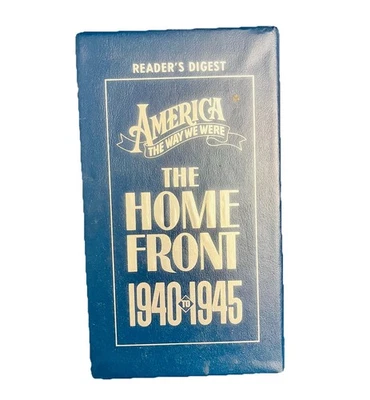 READER'S DIGEST
AMERICA
THE WAY WE WERE
THE
HOME
FRONT
1940 TO 1945